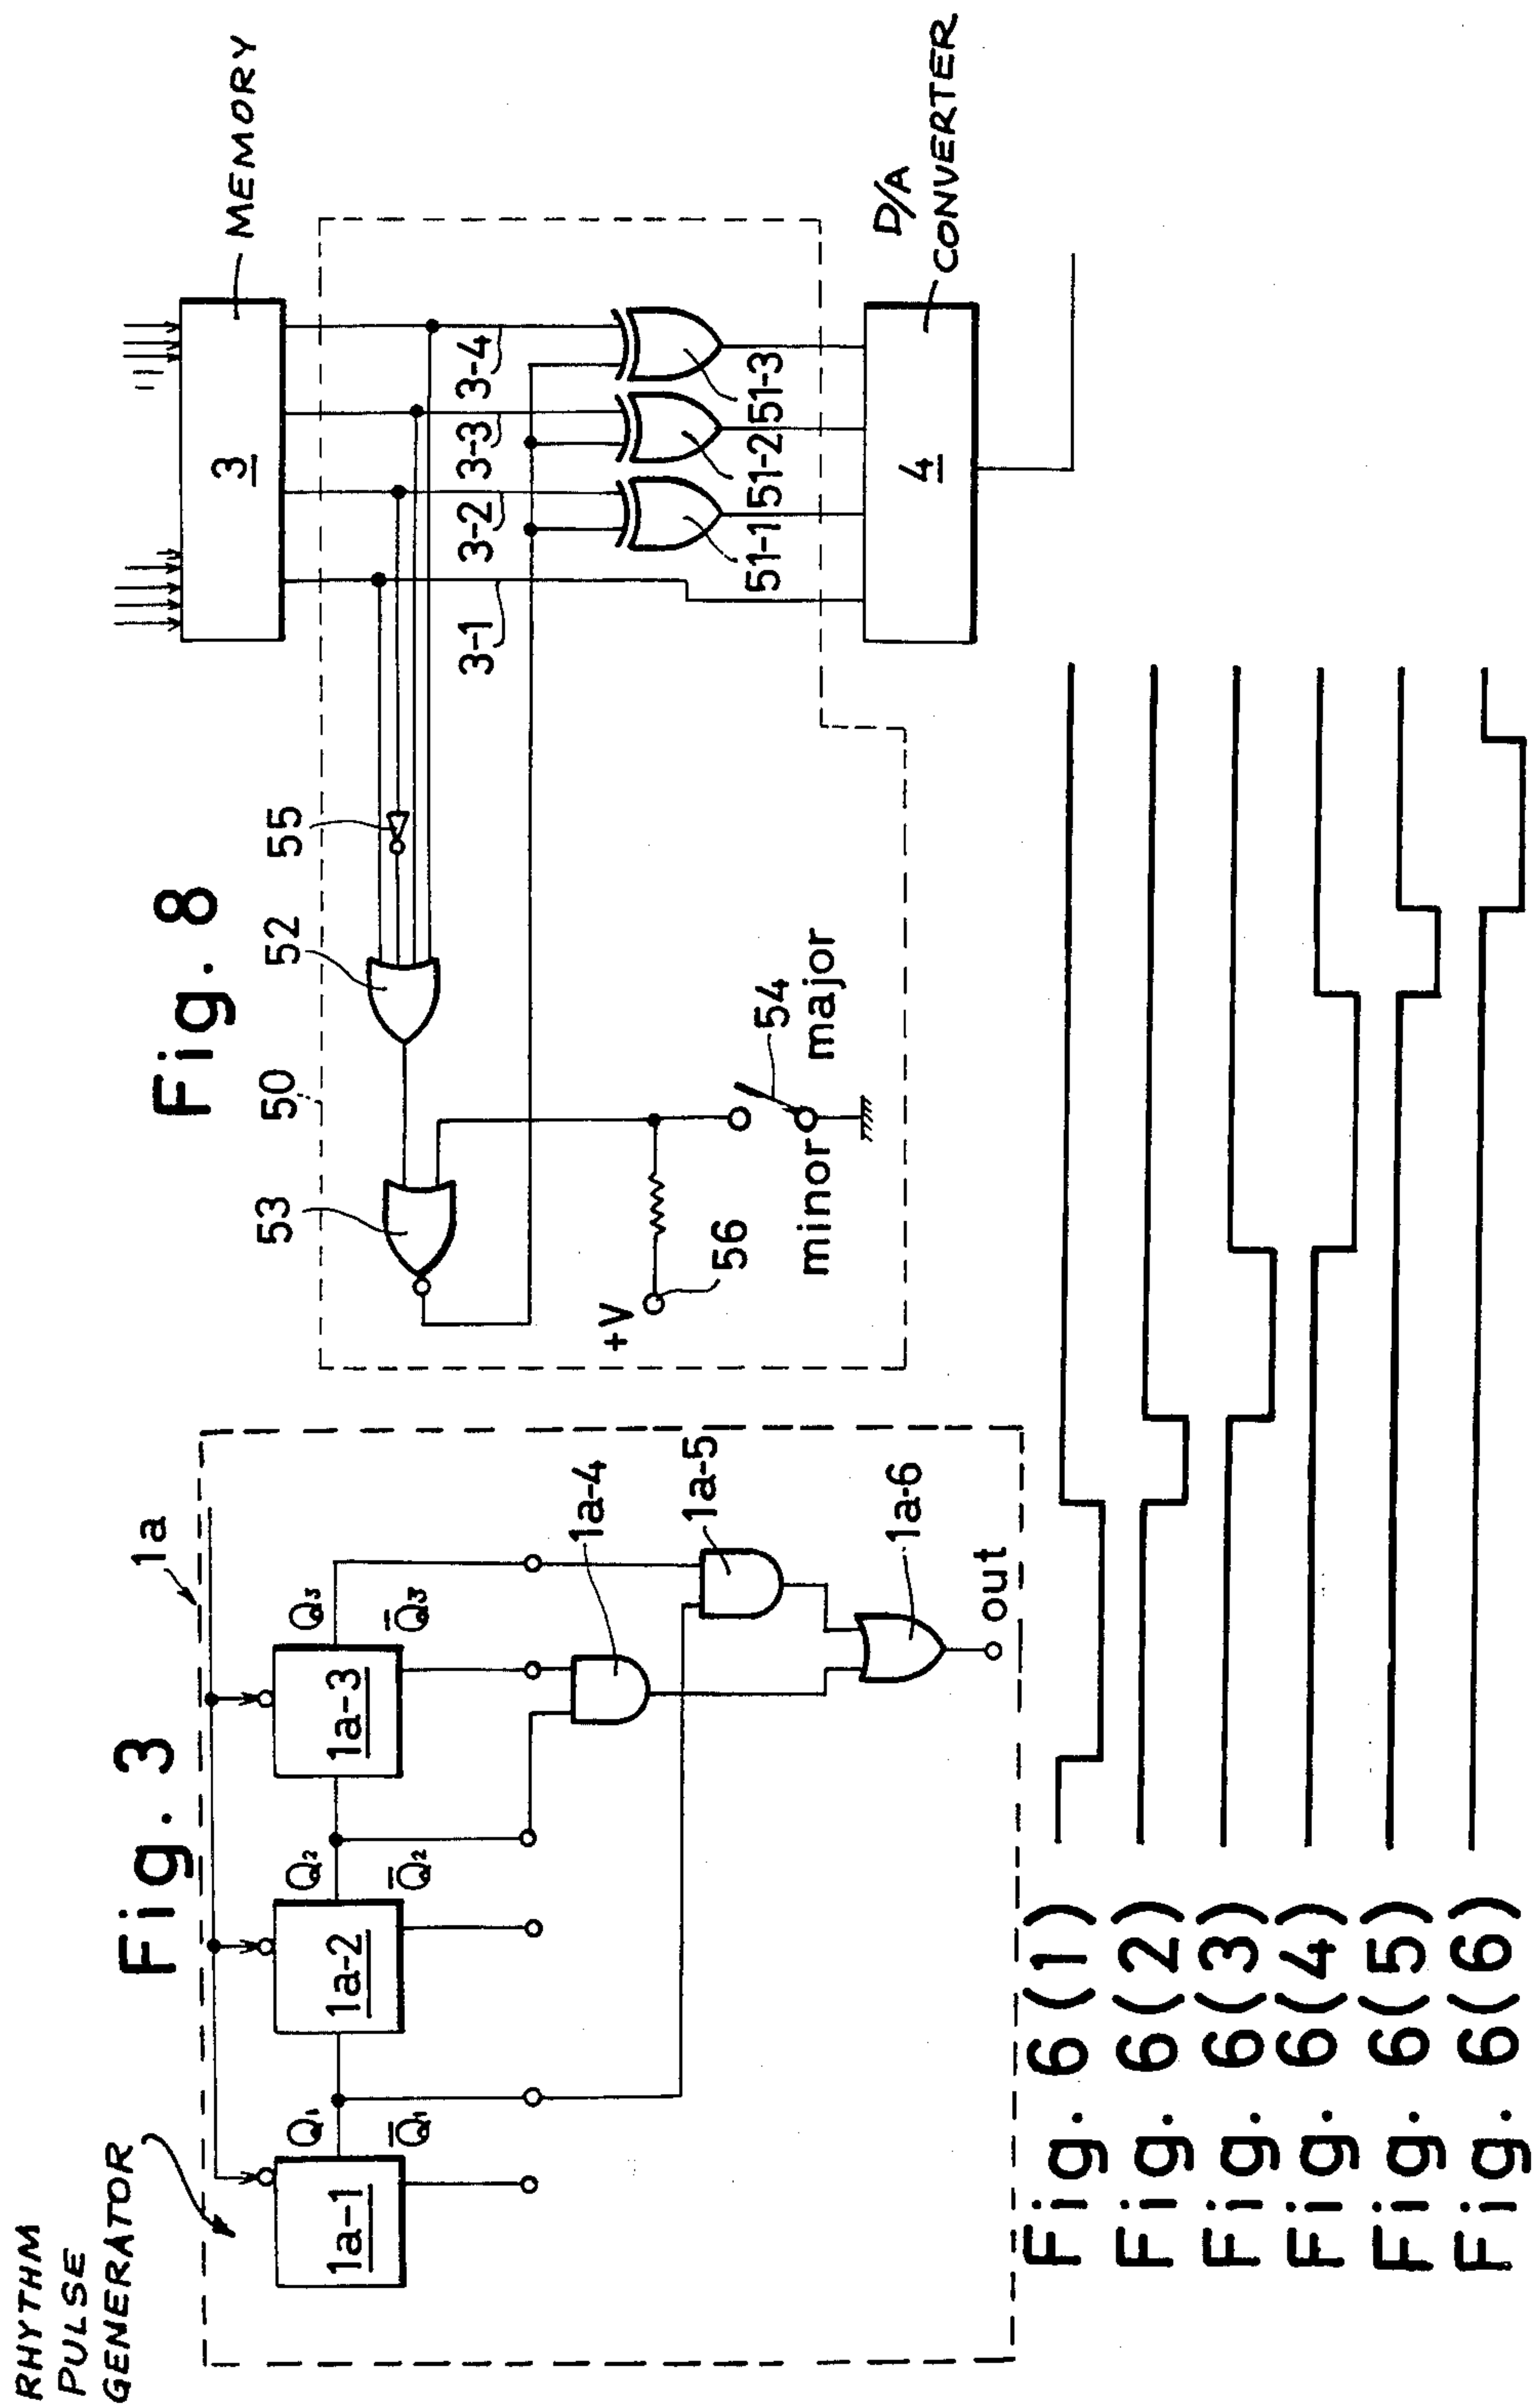 Fig. 3
RHYTHM
PULSE
GENERATOR
1a
1a-1
Q1
Q̅1
1a-2
Q2
Q̅2
1a-3
Q3
Q̅3
1a-4
1a-5
1a-6
out
Fig. 8
50
53
52
55
3
MEMORY
3-1
3-2
3-3
3-4
51-1
51-2
51-3
+V
56
54
minor
major
4
D/A
CONVERTER
Fig. 6(1)
Fig. 6(2)
Fig. 6(3)
Fig. 6(4)
Fig. 6(5)
Fig. 6(6)